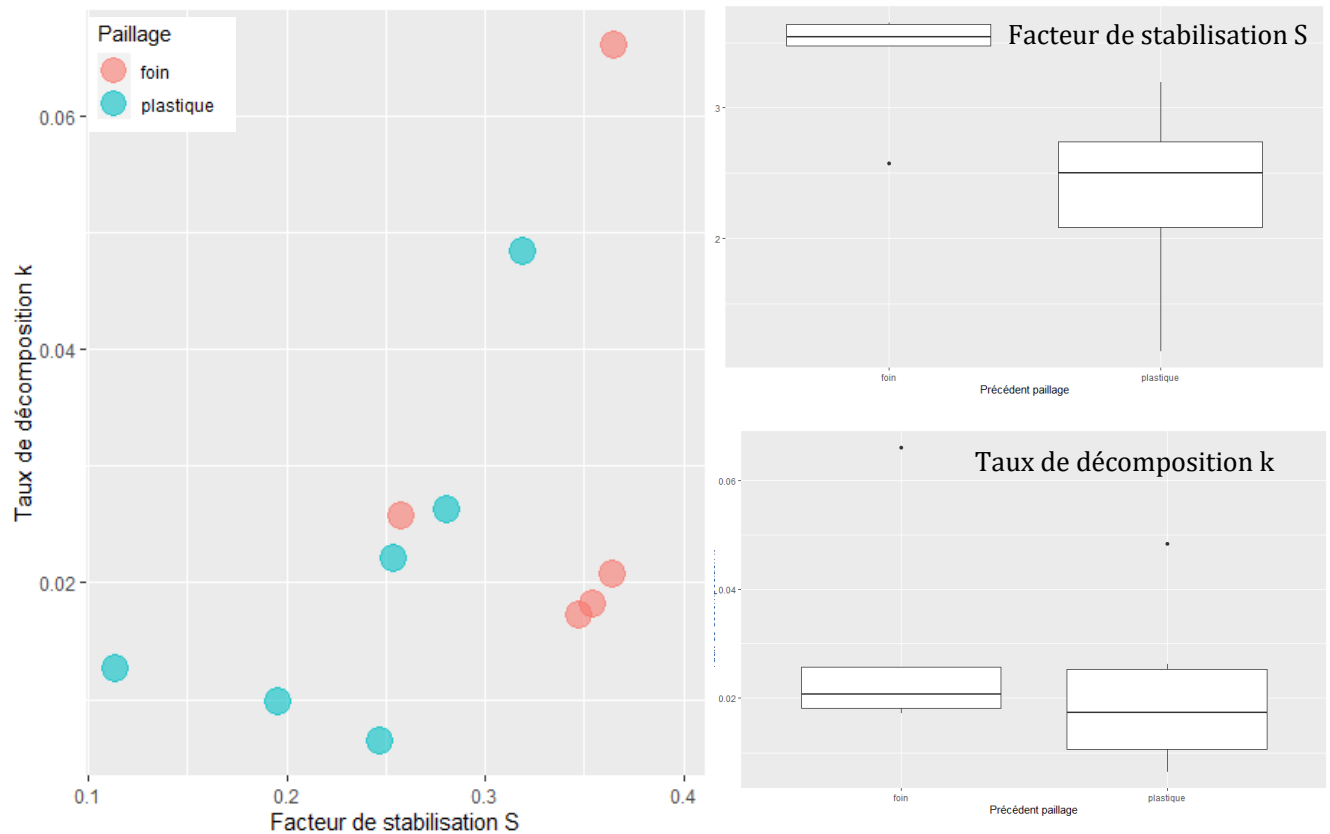 Paillage
foin
plastique
0.06
0.04
0.02
0.1
0.2
0.3
0.4
Taux de décomposition k
Facteur de stabilisation S
Facteur de stabilisation S
3
2
foin
plastique
Précédent paillage
Taux de décomposition k
0.06
0.04
0.02
foin
plastique
Précédent paillage